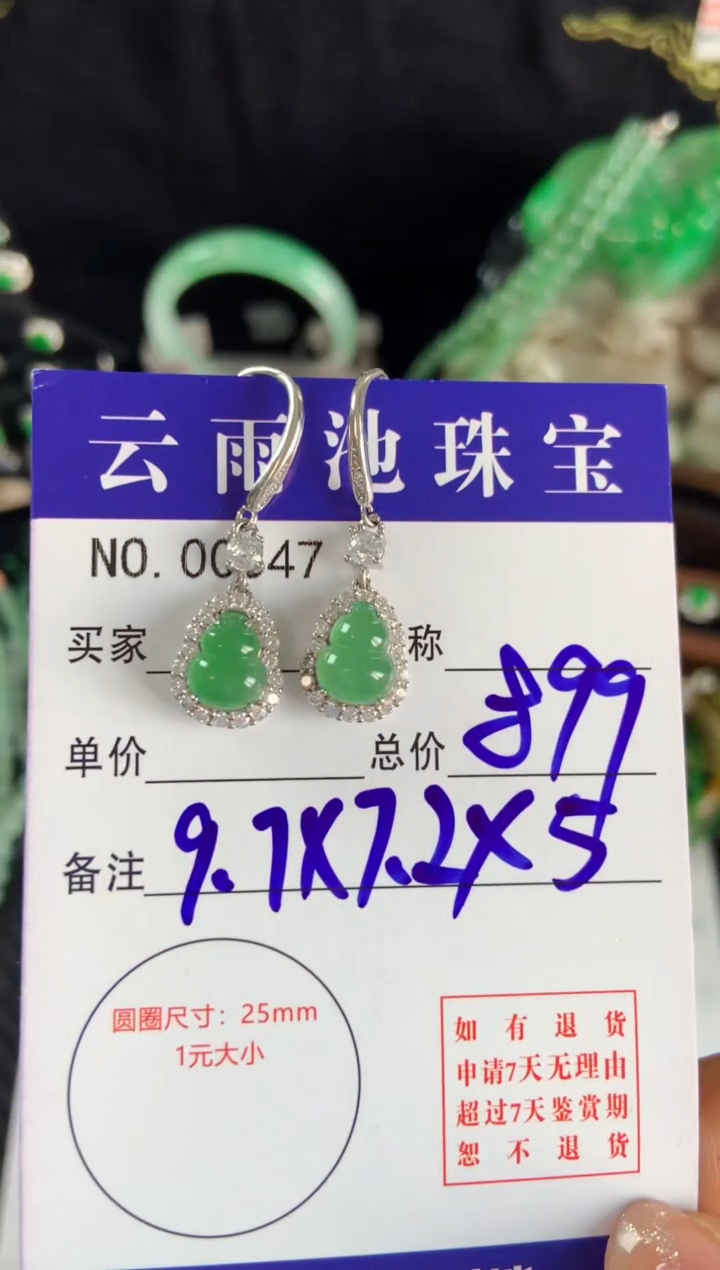 云雨池珠宝
NO. 00 47
买家 称
单价 总价 899
备注 9.7X7.2X5
圆圈尺寸：25mm
1元大小
如有退货
申请7天无理由
超过7天鉴赏期
恕不退货